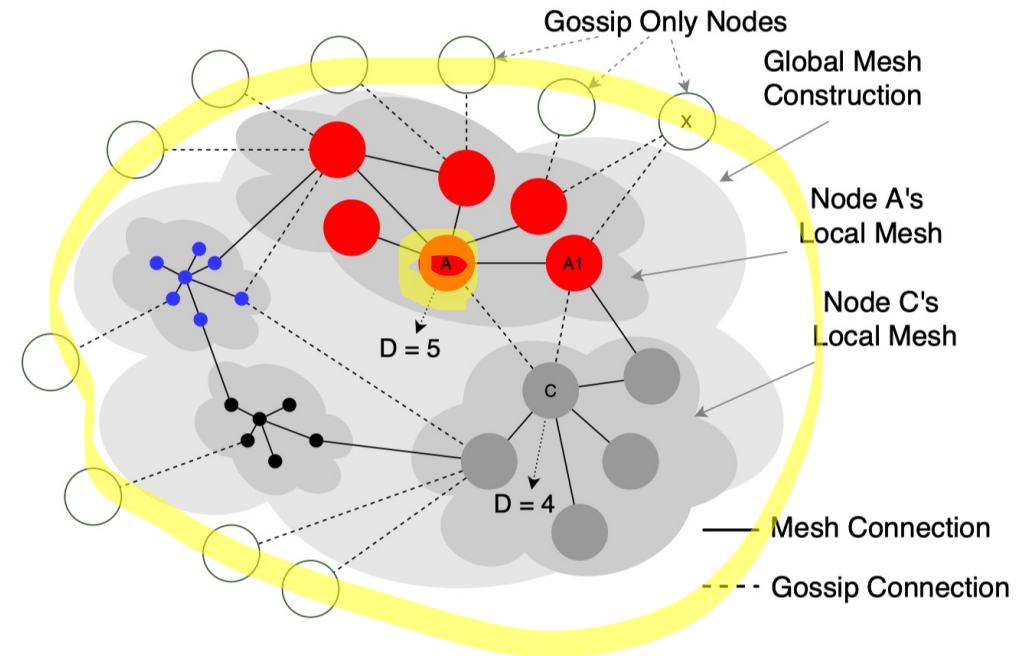 Gossip Only Nodes
Global Mesh
Construction
X
Node A's
Local Mesh
A
A1
Node C's
Local Mesh
D = 5
C
D = 4
Mesh Connection
Gossip Connection